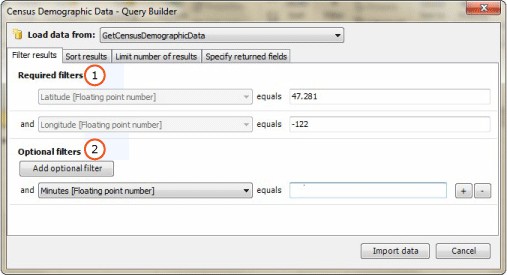 Census Demographic Data - Query Builder
Load data from: GetCensusDemographicData
Filter results Sort results Limit number of results Specify returned fields
Required filters 1
Latitude [Floating point number] equals 47.281
and Longitude [Floating point number] equals -122
Optional filters 2
Add optional filter
and Minutes [Floating point number] equals + -
Import data Cancel